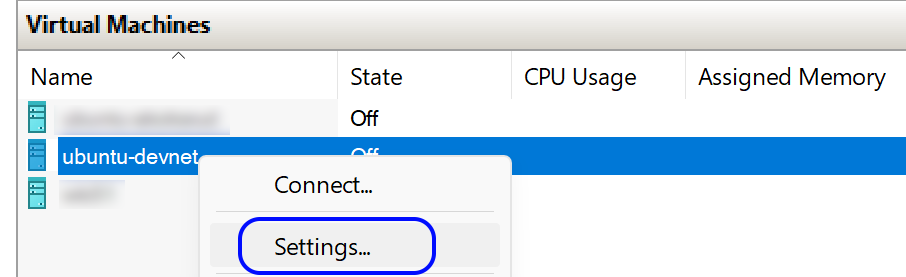 Virtual Machines
Name State CPU Usage Assigned Memory
Off
ubuntu-devnet Off
Connect...
Settings...